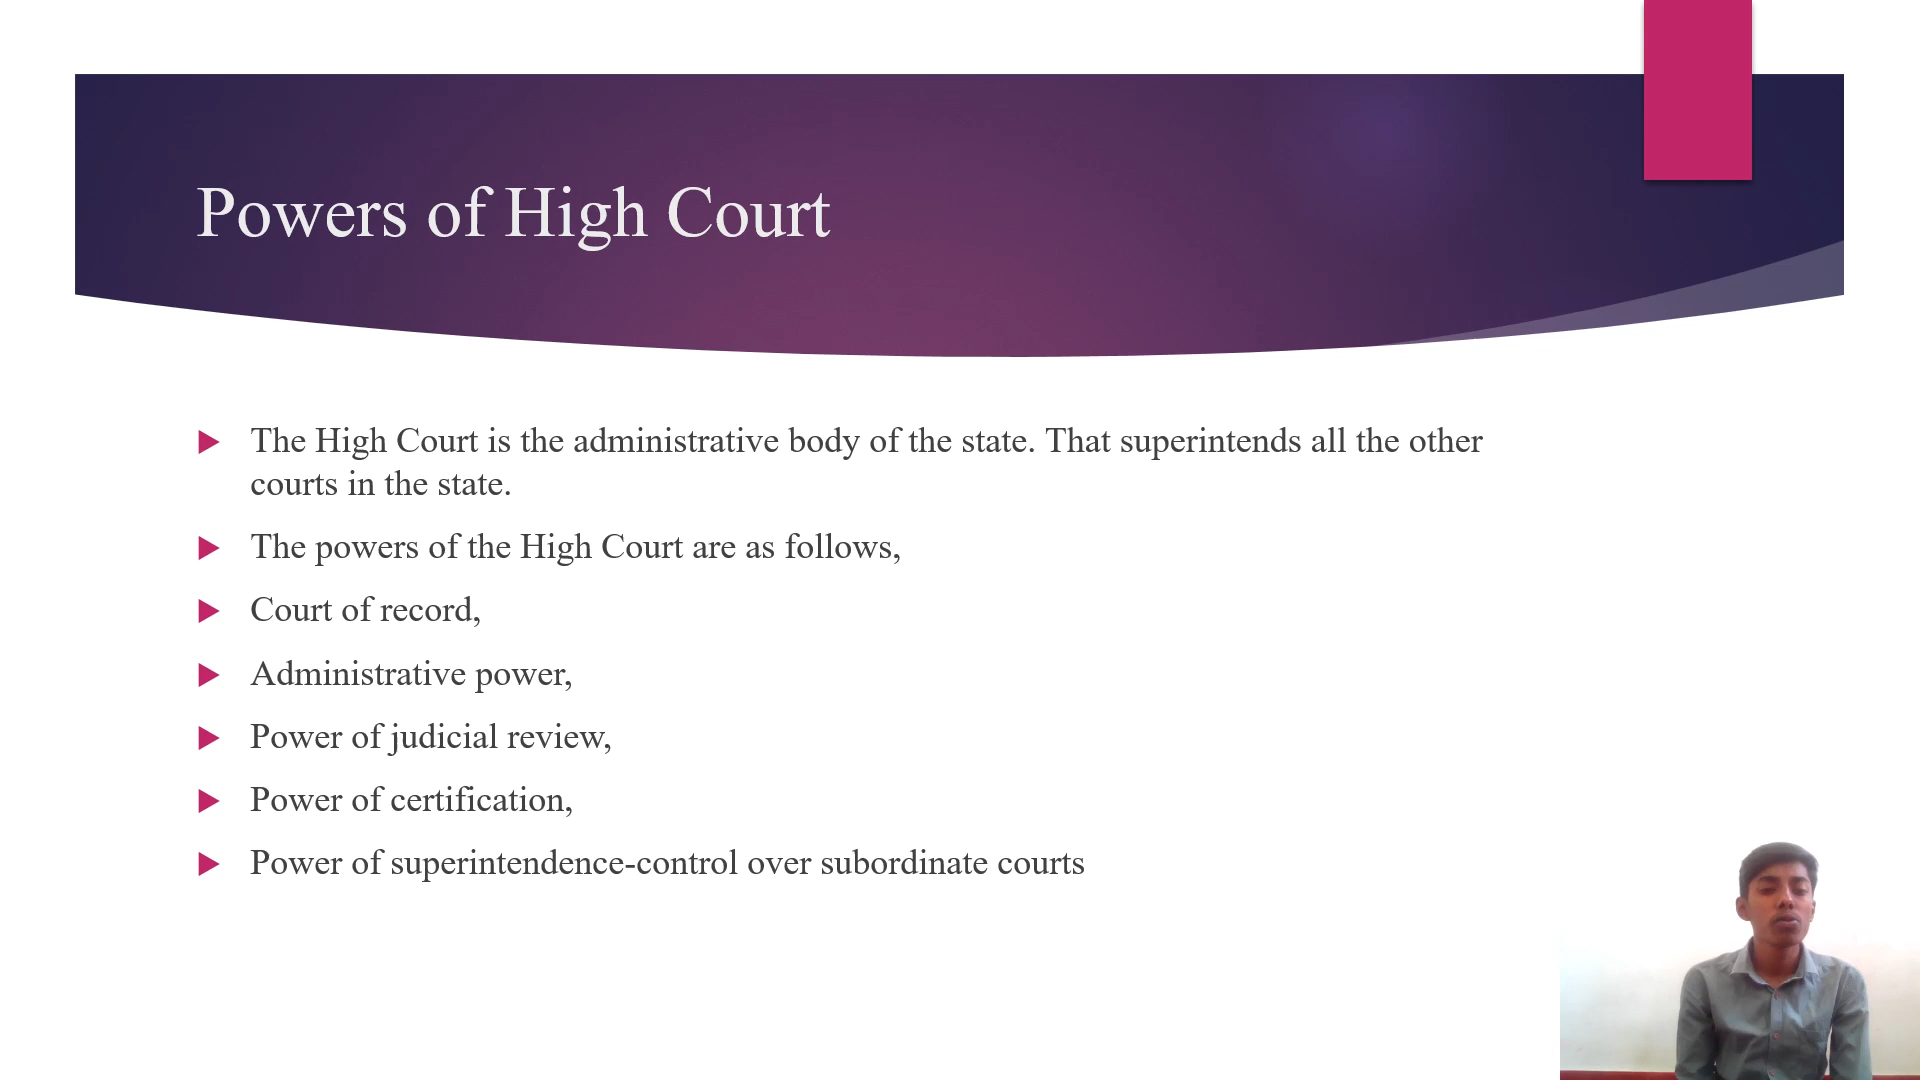 Powers of High Court
The High Court is the administrative body of the state. That superintends all the other
courts in the state.
The powers of the High Court are as follows,
Court of record,
Administrative power,
Power of judicial review,
Power of certification,
Power of superintendence-control over subordinate courts